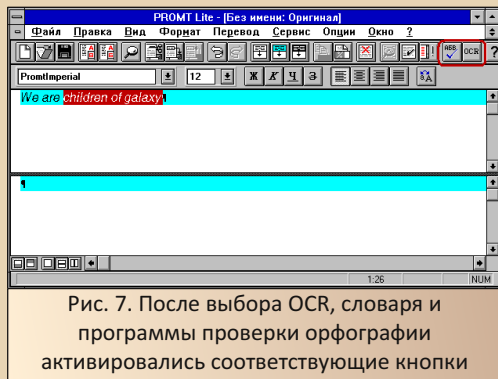 PROMT Lite - [Без имени: Оригинал]
Файл Правка Вид Формат Перевод Сервис Опции Окно ?
АБВ OCR ?
PromtImperial 12 Ж К Ч З
We are children of galaxy¶
¶
1:26 NUM
Рис. 7. После выбора OCR, словаря и
программы проверки орфографии
активировались соответствующие кнопки